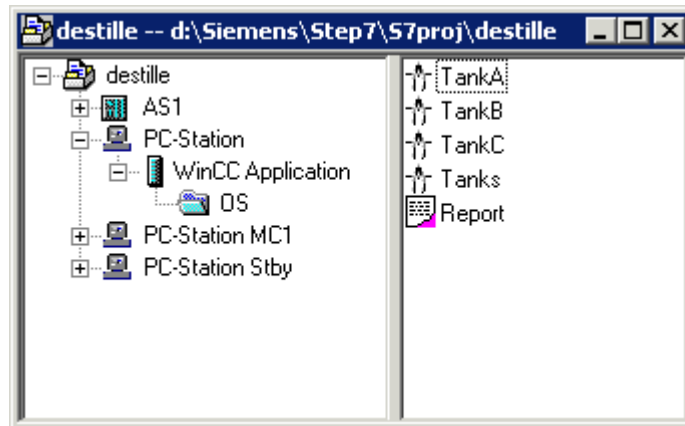 destille -- d:\Siemens\Step7\S7proj\destille
destille
AS1
PC-Station
WinCC Application
OS
PC-Station MC1
PC-Station Stby
TankA
TankB
TankC
Tanks
Report